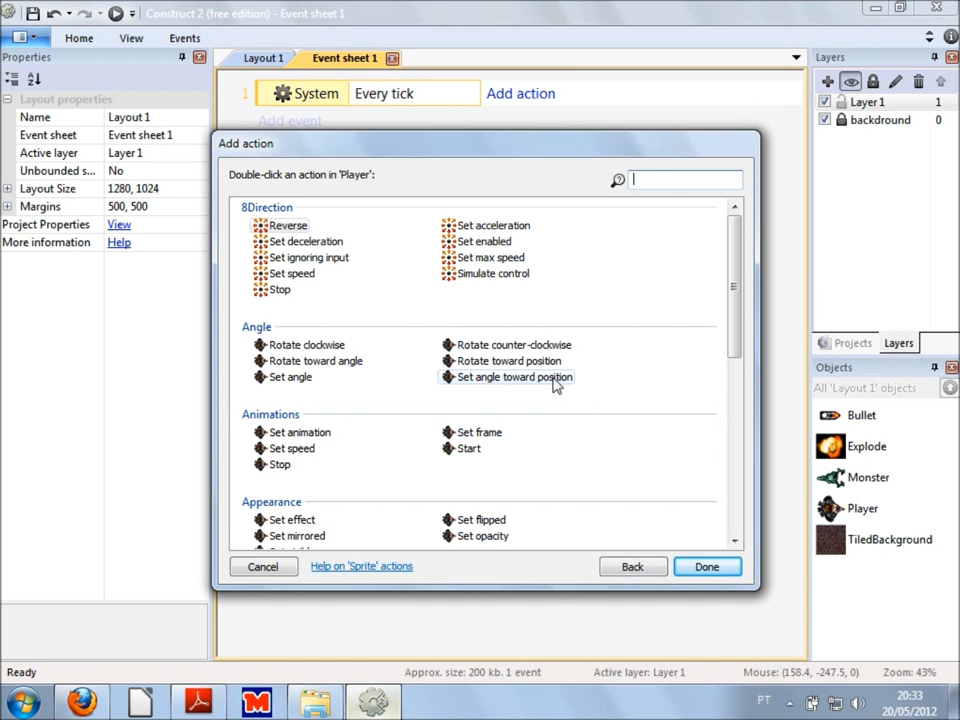 Construct 2 (free edition) - Event sheet 1
Home
View
Events
Properties
Layout properties
Name Layout 1
Event sheet Event sheet 1
Active layer Layer 1
Unbounded s... No
Layout Size 1280, 1024
Margins 500, 500
Project Properties View
More information Help
Layout 1
Event sheet 1
1 System Every tick Add action
Add event
Add action
Double-click an action in 'Player':
8Direction
Reverse Set acceleration
Set deceleration Set enabled
Set ignoring input Set max speed
Set speed Simulate control
Stop
Angle
Rotate clockwise Rotate counter-clockwise
Rotate toward angle Rotate toward position
Set angle Set angle toward position
Animations
Set animation Set frame
Set speed Start
Stop
Appearance
Set effect Set flipped
Set mirrored Set opacity
Cancel
Help on 'Sprite' actions
Back
Done
Layers
Layer 1 1
background 0
Projects
Layers
Objects
All 'Layout 1' objects
Bullet
Explode
Monster
Player
TiledBackground
Ready
Approx. size: 200 kb. 1 event
Active layer: Layer 1
Mouse: (158.4, -247.5, 0)
Zoom: 43%
PT
20:33
20/05/2012